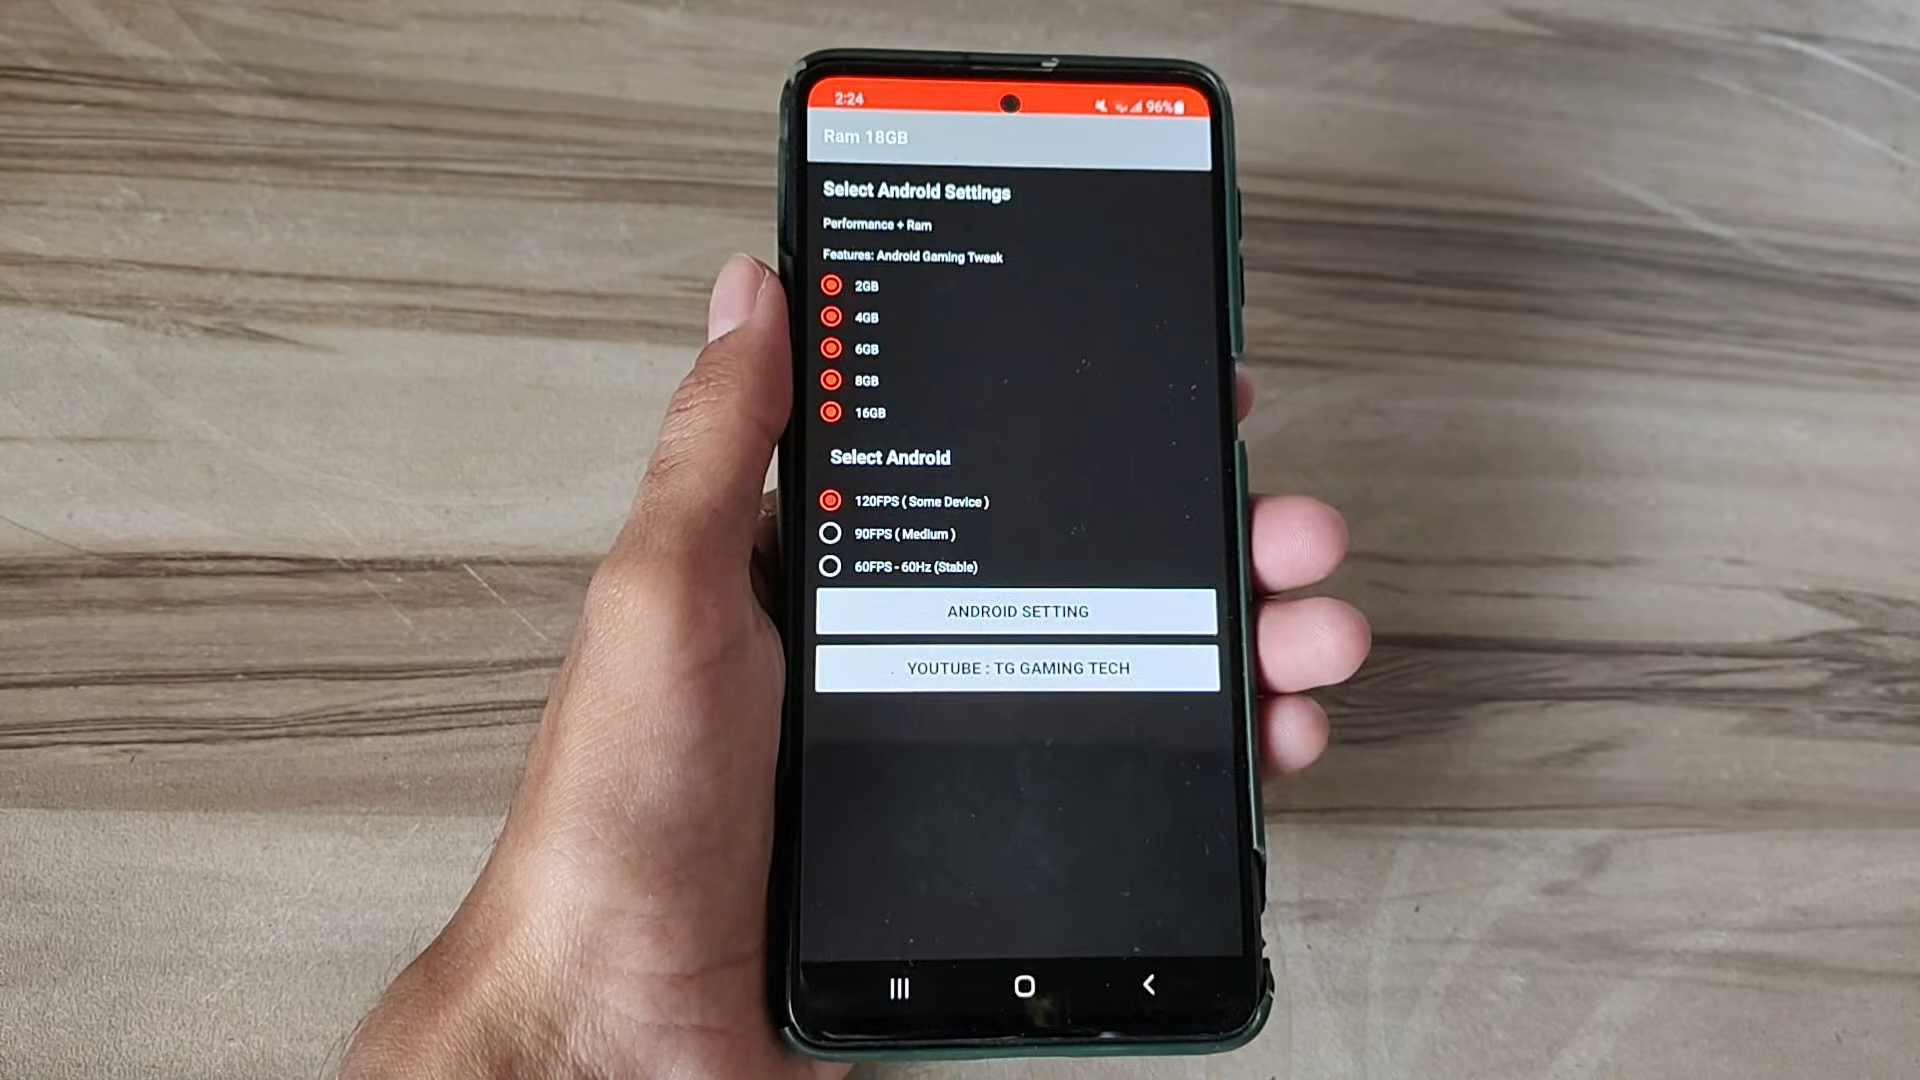 2:24
96%
Ram 18GB
Select Android Settings
Performance + Ram
Features: Android Gaming Tweak
2GB
4GB
6GB
8GB
16GB
Select Android
120FPS ( Some Device )
90FPS ( Medium )
60FPS - 60Hz (Stable)
ANDROID SETTING
YOUTUBE : TG GAMING TECH